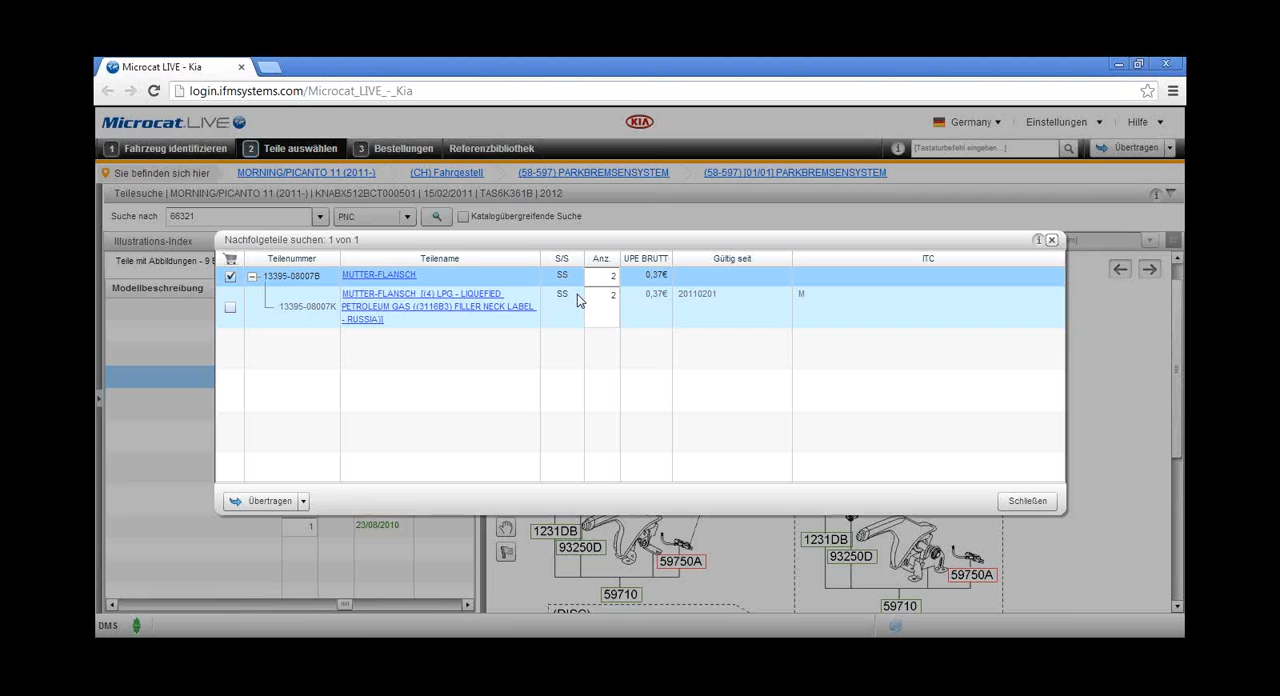 Microcat LIVE - Kia
login.ifmsystems.com/Microcat_LIVE_-_Kia
Microcat.LIVE KIA Germany Einstellungen Hilfe
1 Fahrzeug identifizieren 2 Teile auswählen 3 Bestellungen Referenzbibliothek [Tastaturbefehl eingeben...] Übertragen
Sie befinden sich hier MORNING/PICANTO 11 (2011-) (CH) Fahrgestell (58-597) PARKBREMSENSYSTEM (58-597) [01/01] PARKBREMSENSYSTEM
Teilesuche | MORNING/PICANTO 11 (2011-) | KNABX512BCT000501 | 15/02/2011 | TAS6K361B | 2012
Suche nach 66321 PNC Katalogübergreifende Suche
Illustrations-Index
Teile mit Abbildungen - 9
Modellbeschreibung
Nachfolgeteile suchen: 1 von 1
Teilenummer Teilename S/S Anz. UPE BRUTT Gültig seit ITC
13395-08007B MUTTER-FLANSCH SS 2 0,37€
13395-08007K MUTTER-FLANSCH [(4) LPG - LIQUEFIED SS 2 0,37€ 20110201 M
PETROLEUM GAS ((3116B3) FILLER NECK LABEL
- RUSSIA)]
Übertragen Schließen
1 23/08/2010
1231DB
93250D
59750A
59710
(DISC)
1231DB
93250D
59750A
59710
DMS